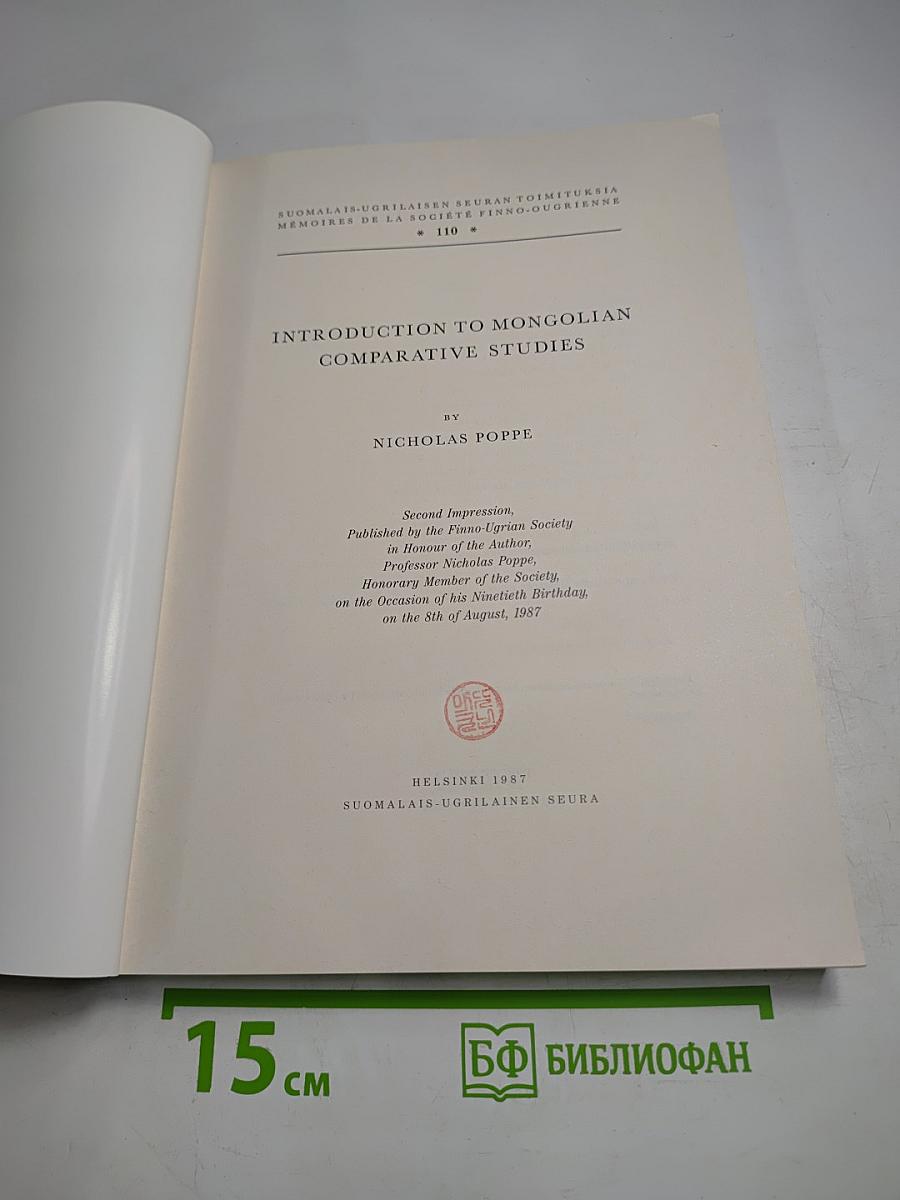 SUOMALAIS-UGRILAISEN SEURAN TOIMITUKSIA
MÉMOIRES DE LA SOCIÉTÉ FINNO-OUGRIENNE
* 110 *
INTRODUCTION TO MONGOLIAN
COMPARATIVE STUDIES
BY
NICHOLAS POPPE
Second Impression,
Published by the Finno-Ugrian Society
in Honour of the Author,
Professor Nicholas Poppe,
Honorary Member of the Society,
on the Occasion of his Ninetieth Birthday,
on the 8th of August, 1987
HELSINKI 1987
SUOMALAIS-UGRILAINEN SEURA
15 см
БФ БИБЛИОФАН